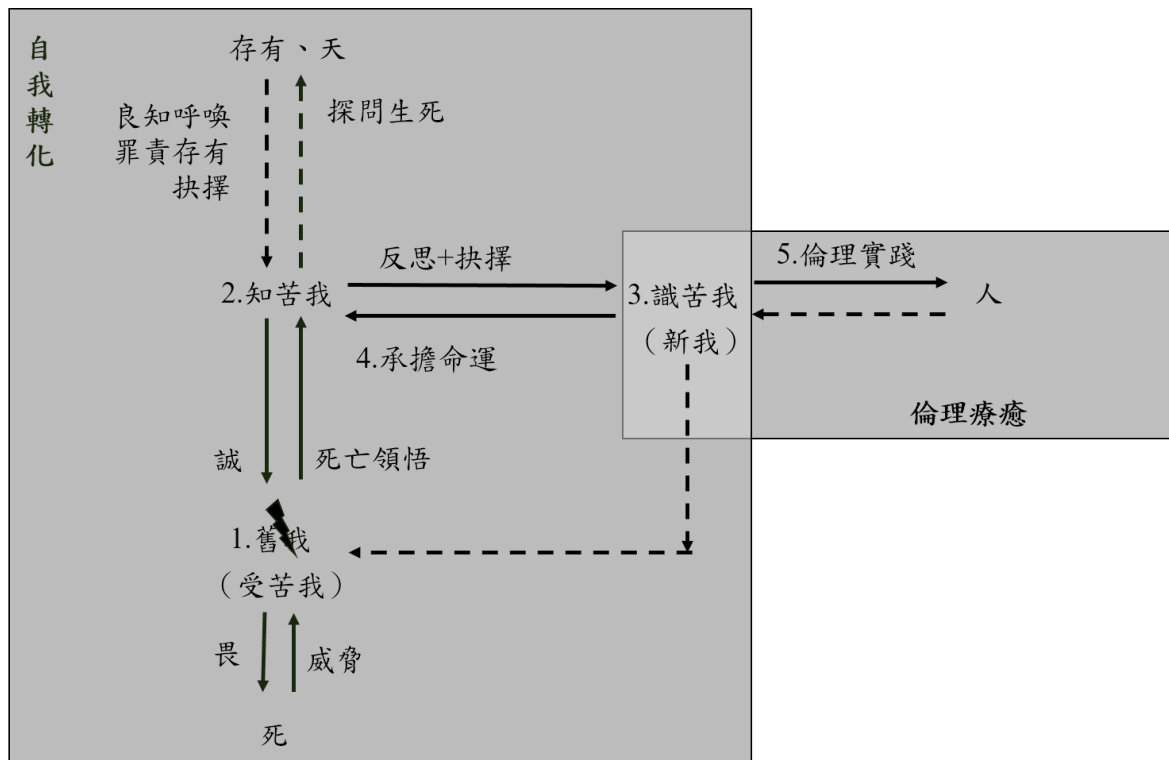 自我轉化
存有、天
良知呼喚
罪責存有
抉擇
探問生死
反思+抉擇
5.倫理實踐
2.知苦我
3.識苦我
（新我）
人
4.承擔命運
倫理療癒
誠
死亡領悟
1.舊我
（受苦我）
畏
威脅
死